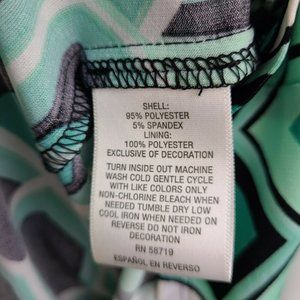 SHELL:
95% POLYESTER
5% SPANDEX
LINING:
100% POLYESTER
EXCLUSIVE OF DECORATION
TURN INSIDE OUT MACHINE
WASH COLD GENTLE CYCLE
WITH LIKE COLORS ONLY
NON-CHLORINE BLEACH WHEN
NEEDED TUMBLE DRY LOW
COOL IRON WHEN NEEDED ON
REVERSE DO NOT IRON
DECORATION
RN 58719
ESPAÑOL EN REVERSO